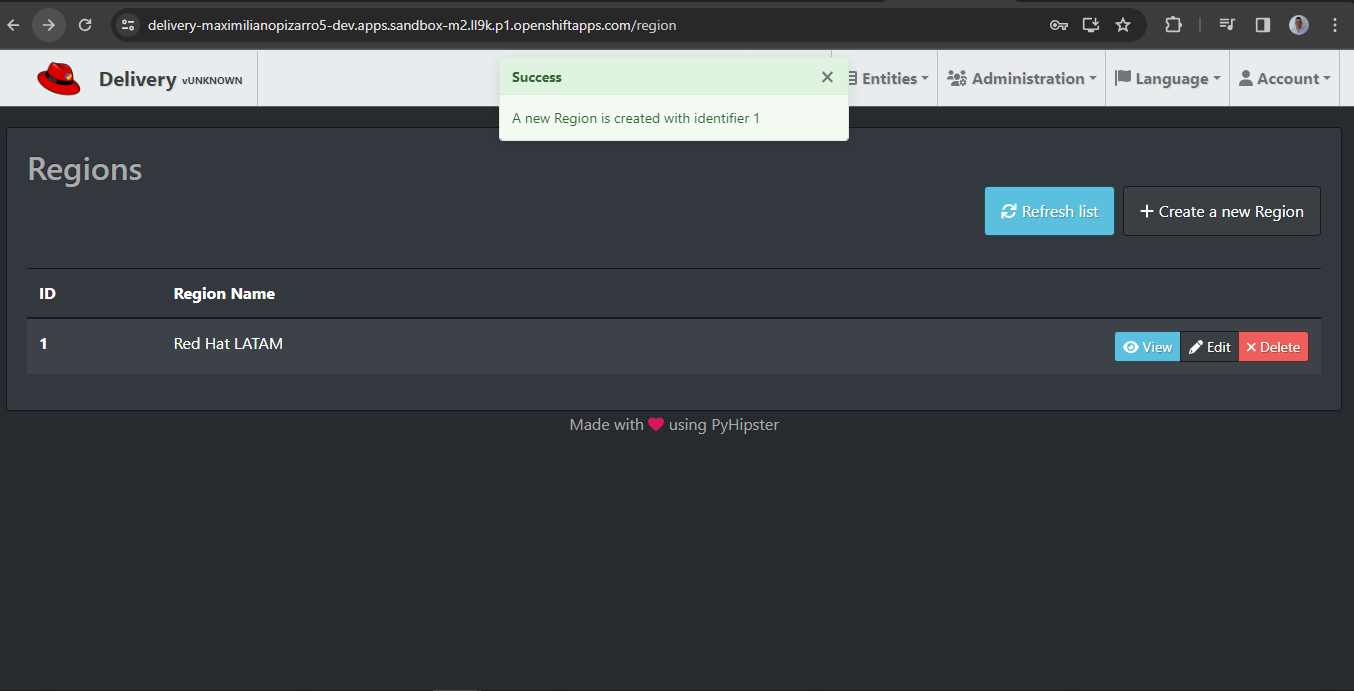 delivery-maximilianopizarro5-dev.apps.sandbox-m2.ll9k.p1.openshiftapps.com/region
Delivery vUNKNOWN
Entities
Administration
Language
Account
Success
A new Region is created with identifier 1
Regions
Refresh list
Create a new Region
ID Region Name
1 Red Hat LATAM View Edit Delete
Made with using PyHipster